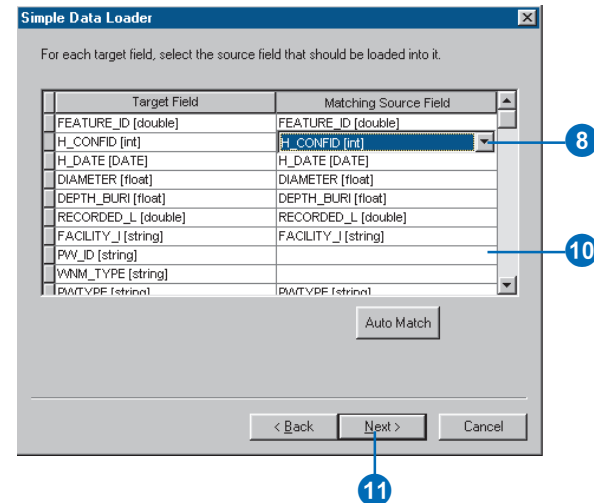 Simple Data Loader
For each target field, select the source field that should be loaded into it.
Target Field Matching Source Field
FEATURE_ID [double] FEATURE_ID [double]
H_CONFID [int] H_CONFID [int]
8
H_DATE [DATE] H_DATE [DATE]
DIAMETER [float] DIAMETER [float]
DEPTH_BURI [float] DEPTH_BURI [float]
RECORDED_L [double] RECORDED_L [double]
FACILITY_I [string] FACILITY_I [string]
PW_ID [string]
10
WNM_TYPE [string]
PWTYPE [string] PWTYPE [string]
Auto Match
< Back Next > Cancel
11